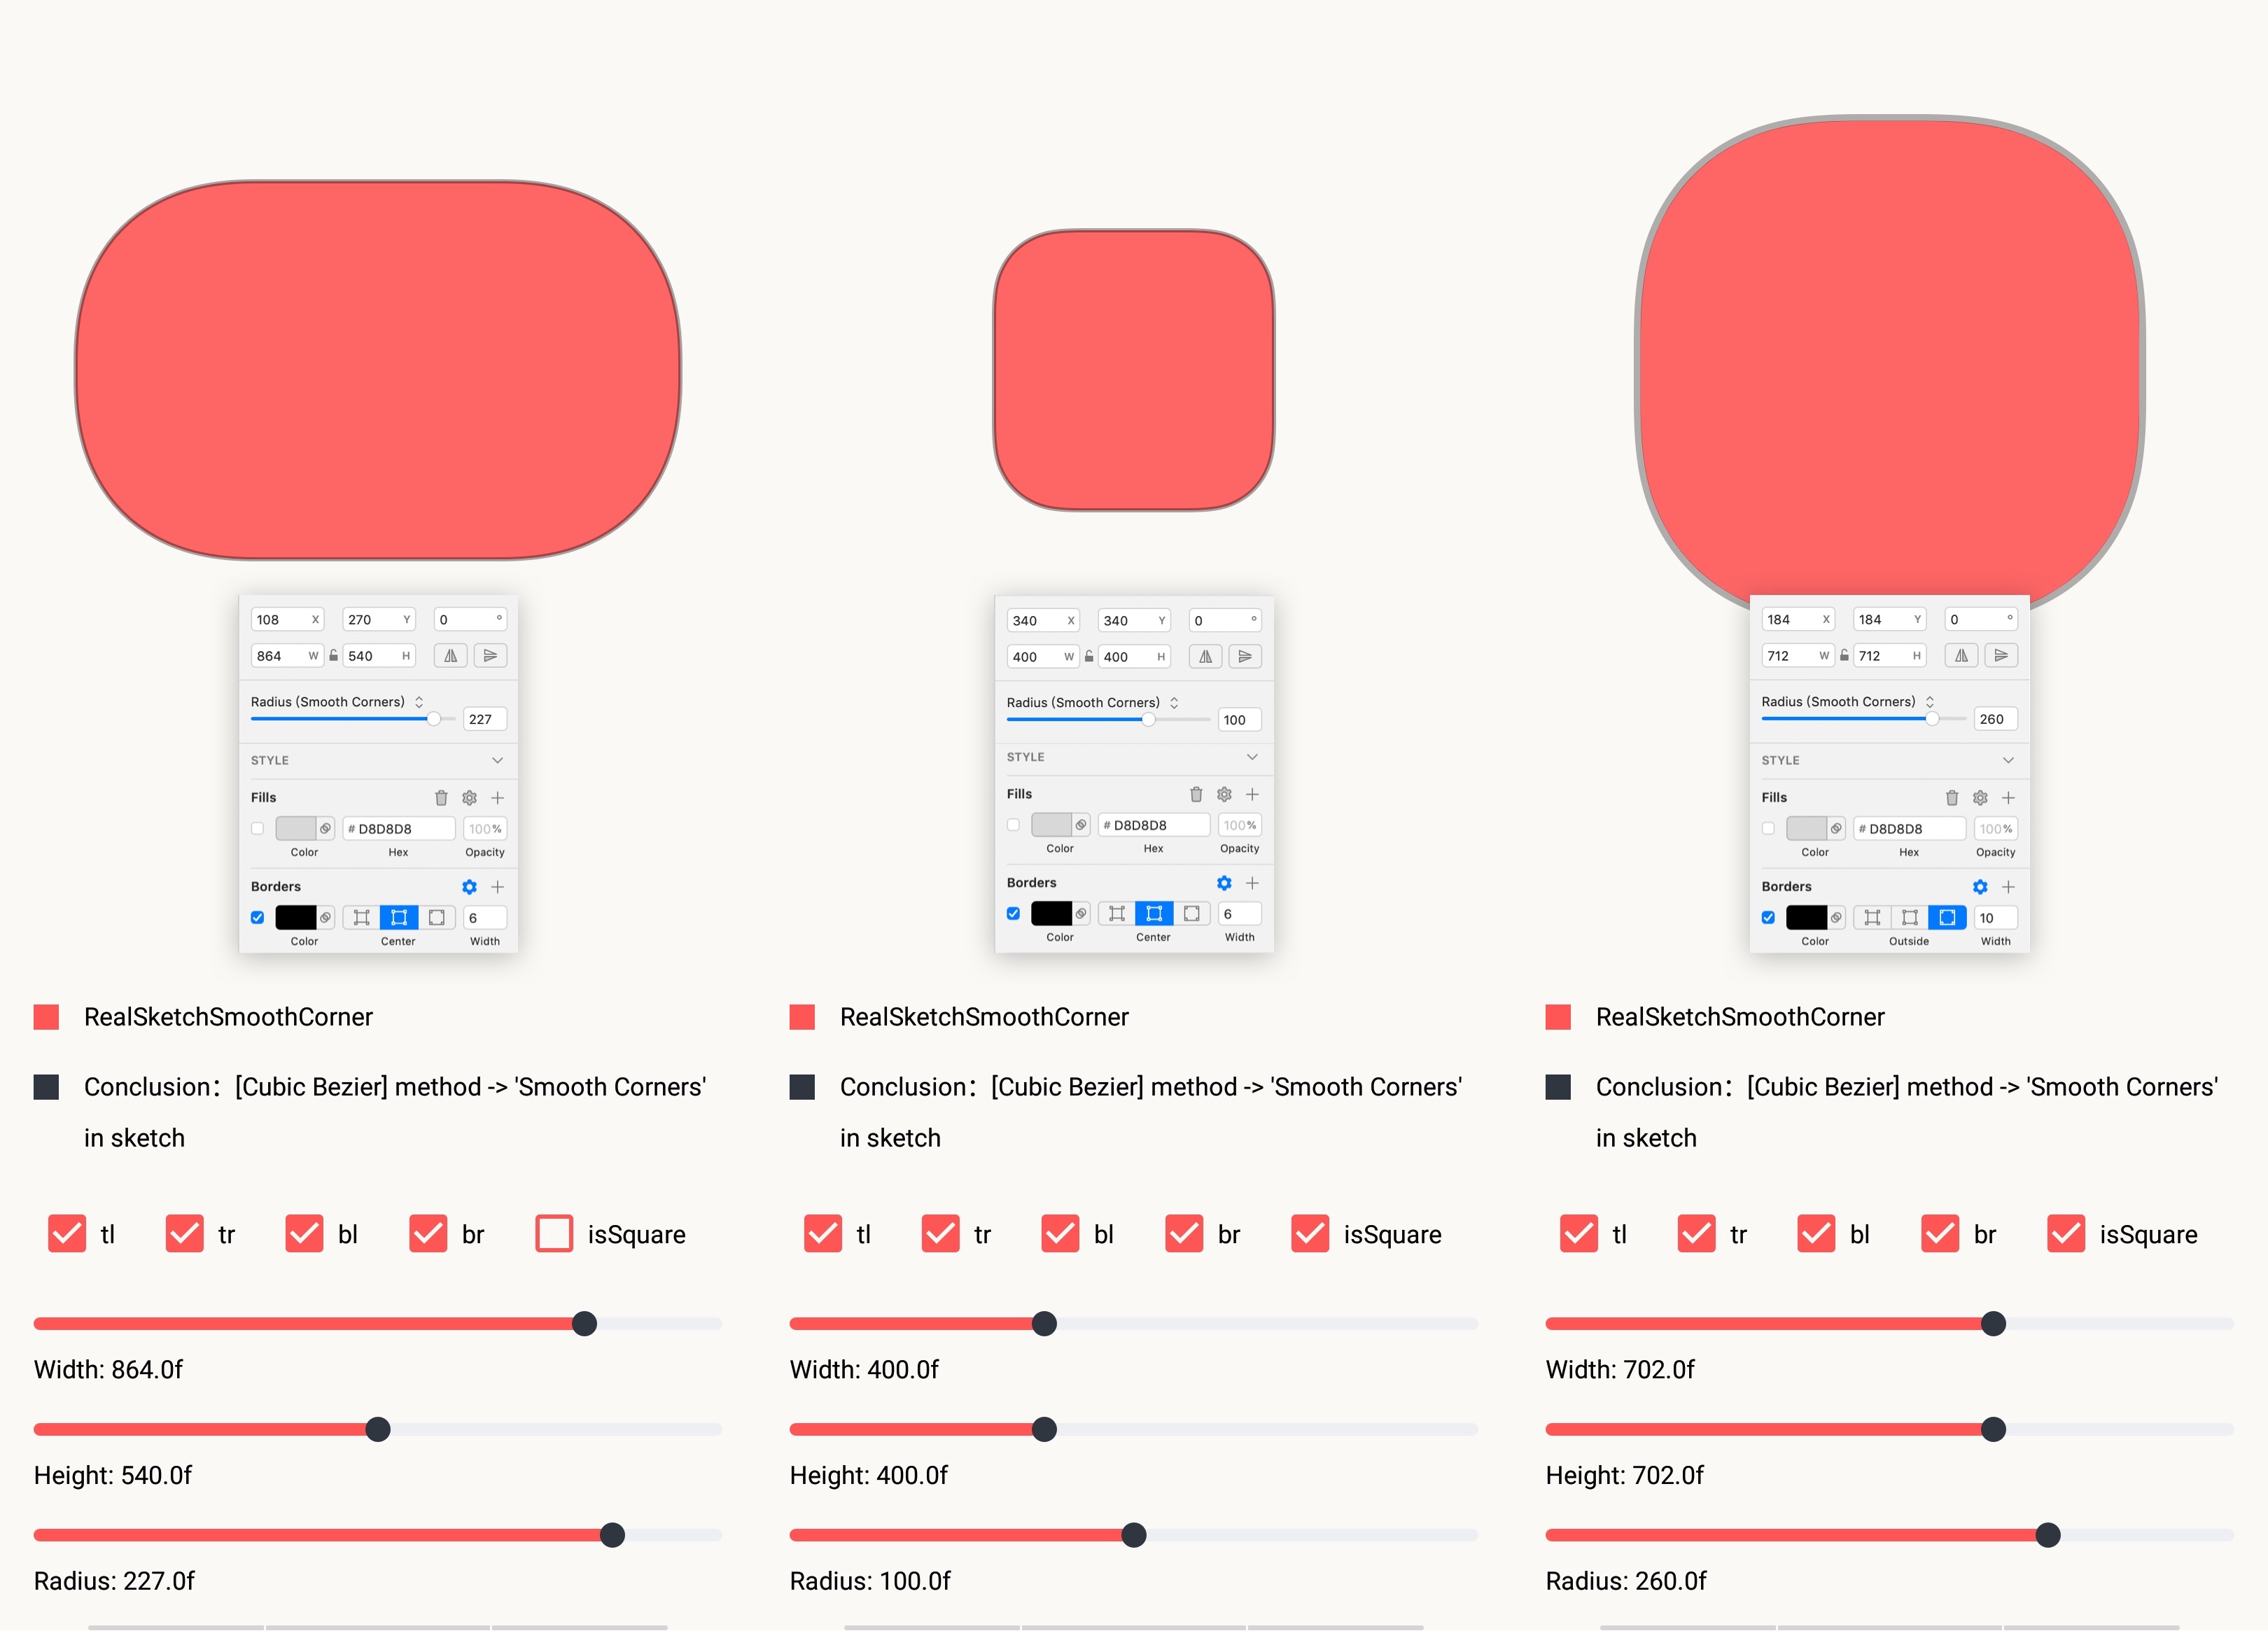 108 X 270 Y 0 °
864 W 540 H
Radius (Smooth Corners)
227
STYLE
Fills
# D8D8D8 100%
Color Hex Opacity
Borders
6
Color Center Width
RealSketchSmoothCorner
Conclusion：[Cubic Bezier] method -> 'Smooth Corners'
in sketch
tl tr bl br isSquare
Width: 864.0f
Height: 540.0f
Radius: 227.0f
340 X 340 Y 0 °
400 W 400 H
Radius (Smooth Corners)
100
STYLE
Fills
# D8D8D8 100%
Color Hex Opacity
Borders
6
Color Center Width
RealSketchSmoothCorner
Conclusion：[Cubic Bezier] method -> 'Smooth Corners'
in sketch
tl tr bl br isSquare
Width: 400.0f
Height: 400.0f
Radius: 100.0f
184 X 184 Y 0 °
712 W 712 H
Radius (Smooth Corners)
260
STYLE
Fills
# D8D8D8 100%
Color Hex Opacity
Borders
10
Color Outside Width
RealSketchSmoothCorner
Conclusion：[Cubic Bezier] method -> 'Smooth Corners'
in sketch
tl tr bl br isSquare
Width: 702.0f
Height: 702.0f
Radius: 260.0f